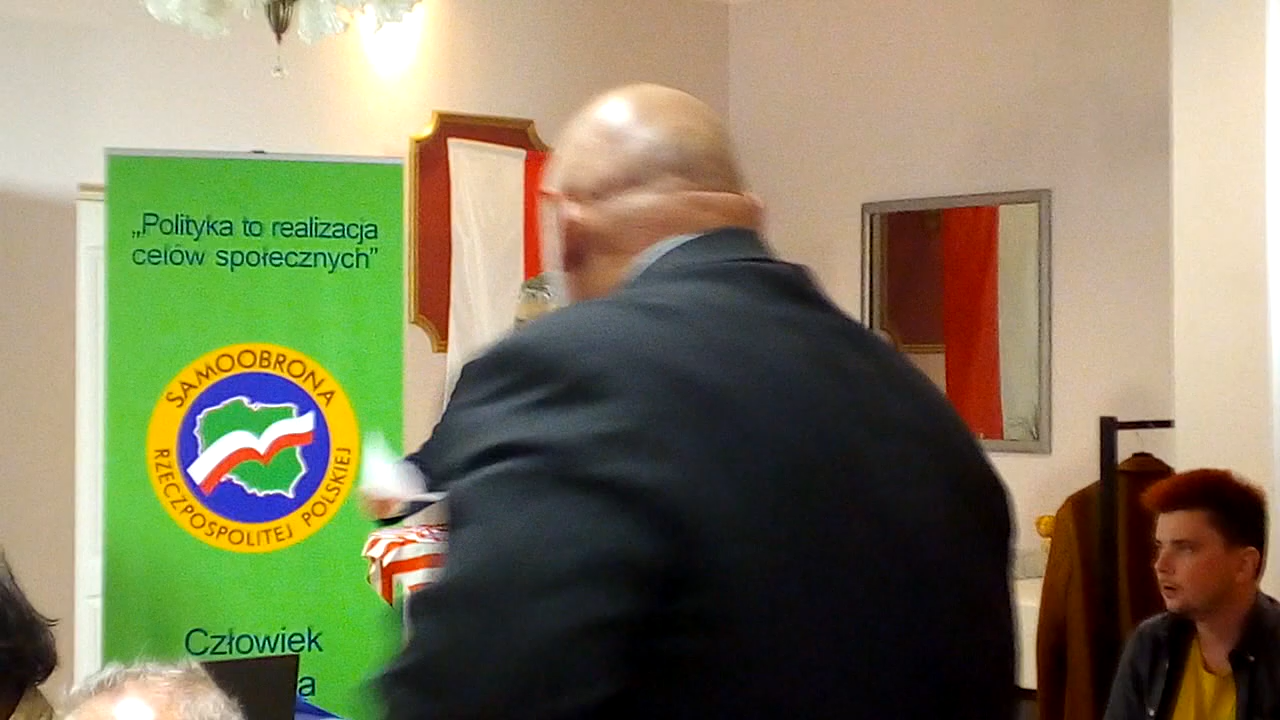 „Polityka to realizacja
celów społecznych”
SAMOOBRONA
RZECZPOSPOLITEJ POLSKIEJ
Człowiek